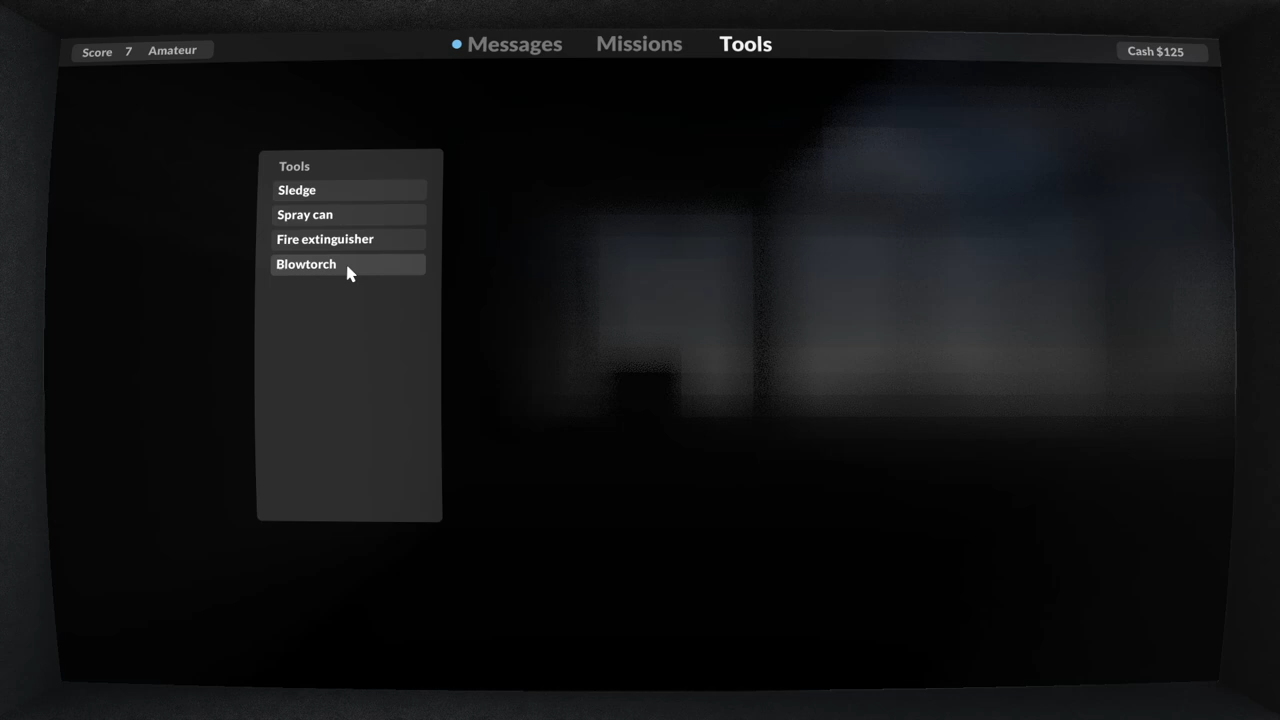 Score 7 Amateur
Messages Missions Tools
Cash $125
Tools
Sledge
Spray can
Fire extinguisher
Blowtorch